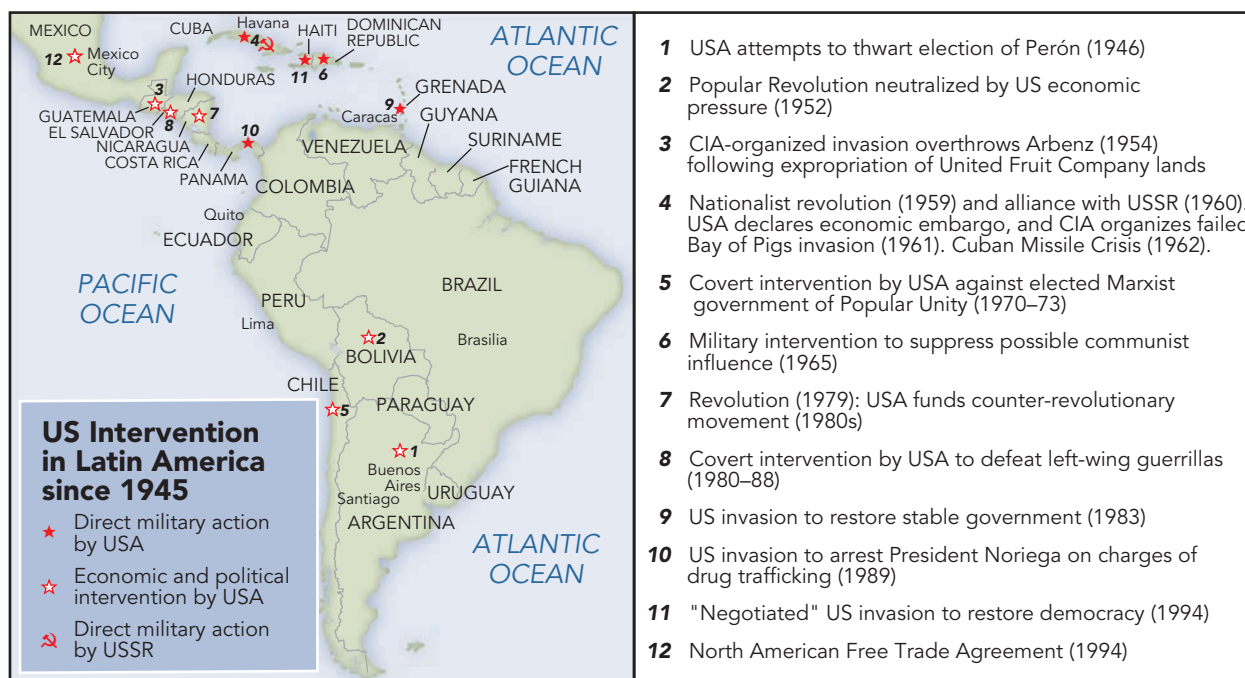 MEXICO
12
Mexico
City
CUBA
Havana
4
HAITI
DOMINICAN
REPUBLIC
11
6
ATLANTIC
OCEAN
3
HONDURAS
GUATEMALA
EL SALVADOR
8
7
NICARAGUA
COSTA RICA
PANAMA
10
9
GRENADA
Caracas
GUYANA
VENEZUELA
SURINAME
FRENCH
GUIANA
COLOMBIA
Quito
ECUADOR
PACIFIC
OCEAN
PERU
Lima
BRAZIL
Brasilia
2
BOLIVIA
CHILE
5
PARAGUAY
1
Buenos
Aires
Santiago
URUGUAY
ARGENTINA
ATLANTIC
OCEAN
US Intervention
in Latin America
since 1945
Direct military action
by USA
Economic and political
intervention by USA
Direct military action
by USSR
1 USA attempts to thwart election of Perón (1946)
2 Popular Revolution neutralized by US economic
pressure (1952)
3 CIA-organized invasion overthrows Arbenz (1954)
following expropriation of United Fruit Company lands
4 Nationalist revolution (1959) and alliance with USSR (1960).
USA declares economic embargo, and CIA organizes failed
Bay of Pigs invasion (1961). Cuban Missile Crisis (1962).
5 Covert intervention by USA against elected Marxist
government of Popular Unity (1970–73)
6 Military intervention to suppress possible communist
influence (1965)
7 Revolution (1979): USA funds counter-revolutionary
movement (1980s)
8 Covert intervention by USA to defeat left-wing guerrillas
(1980–88)
9 US invasion to restore stable government (1983)
10 US invasion to arrest President Noriega on charges of
drug trafficking (1989)
11 "Negotiated" US invasion to restore democracy (1994)
12 North American Free Trade Agreement (1994)